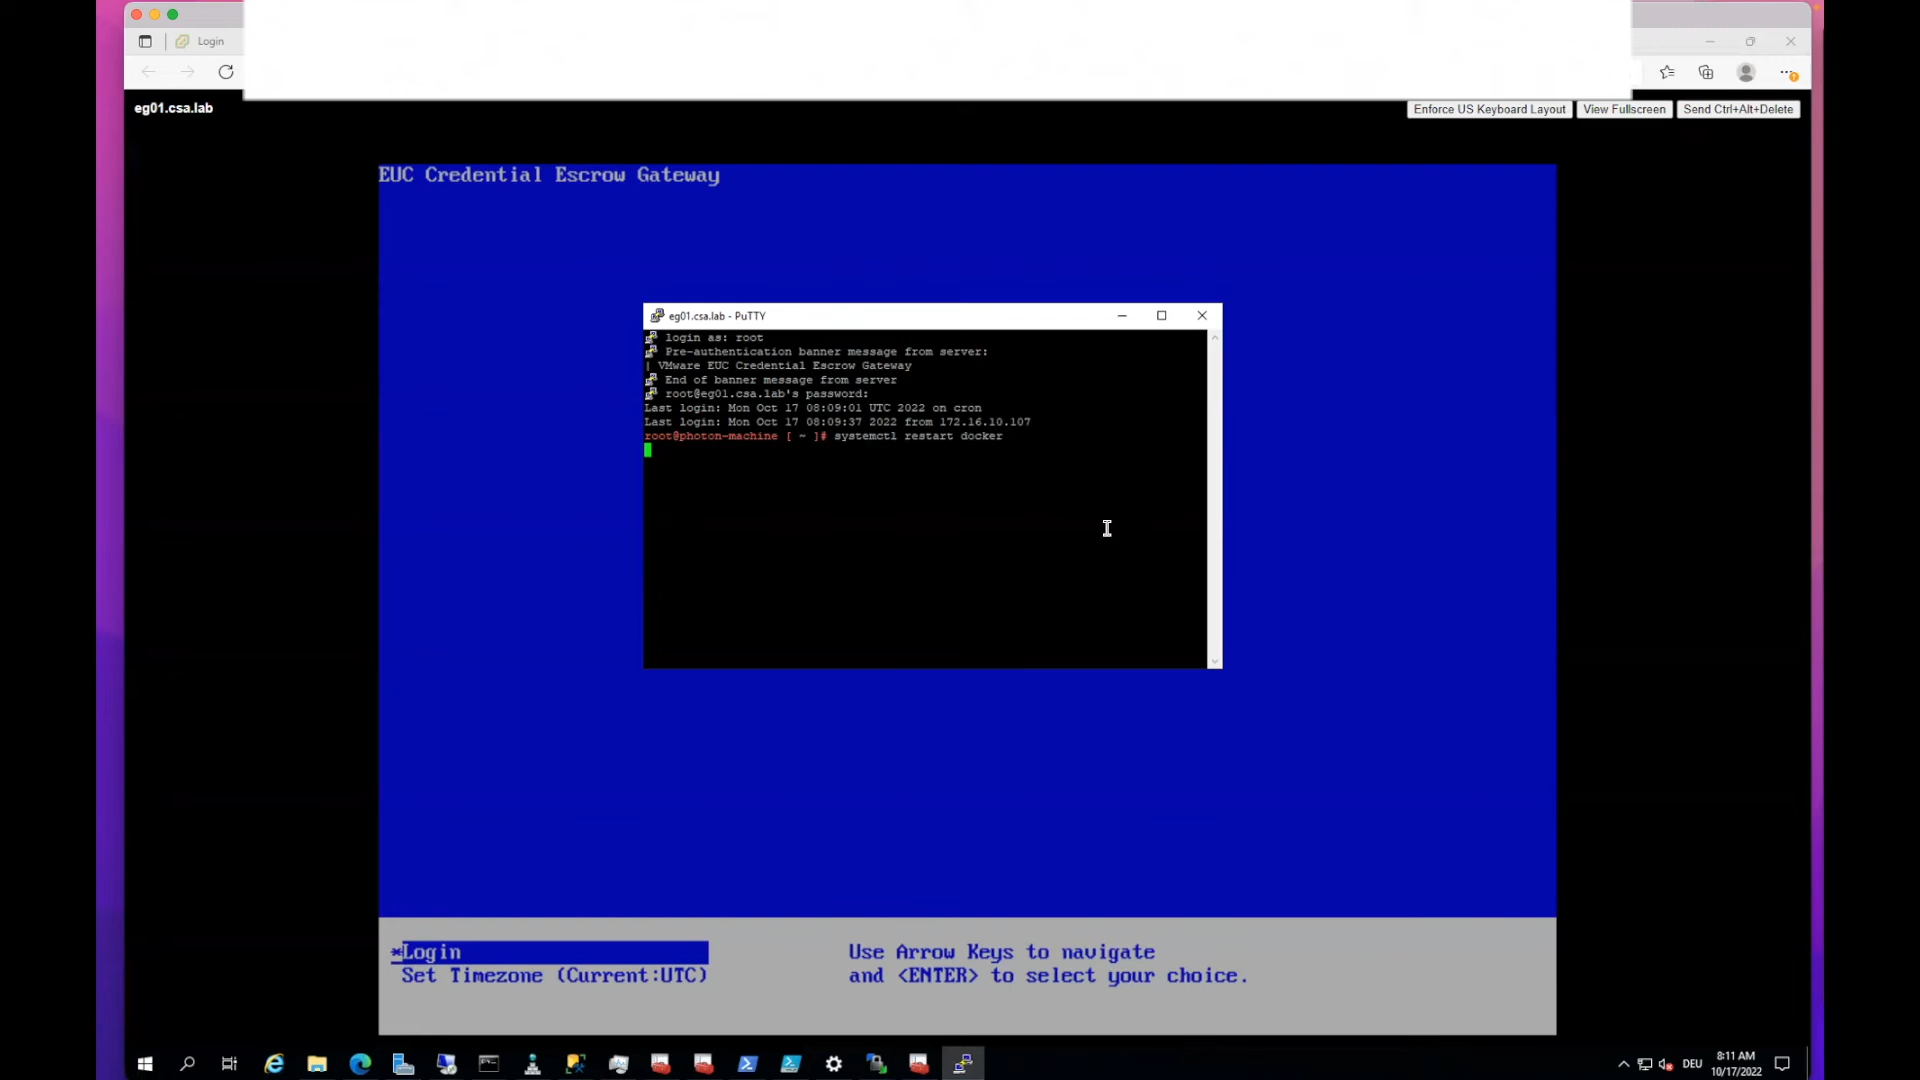 Login
eg01.csa.lab
Enforce US Keyboard Layout
View Fullscreen
Send Ctrl+Alt+Delete
EUC Credential Escrow Gateway
eg01.csa.lab - PuTTY
login as: root
Pre-authentication banner message from server:
| VMware EUC Credential Escrow Gateway
End of banner message from server
root@eg01.csa.lab's password:
Last login: Mon Oct 17 08:09:01 UTC 2022 on cron
Last login: Mon Oct 17 08:09:37 2022 from 172.16.10.107
root@photon-machine [ ~ ]# systemctl restart docker
*Login
Set Timezone (Current:UTC)
Use Arrow Keys to navigate
and <ENTER> to select your choice.
DEU
8:11 AM
10/17/2022